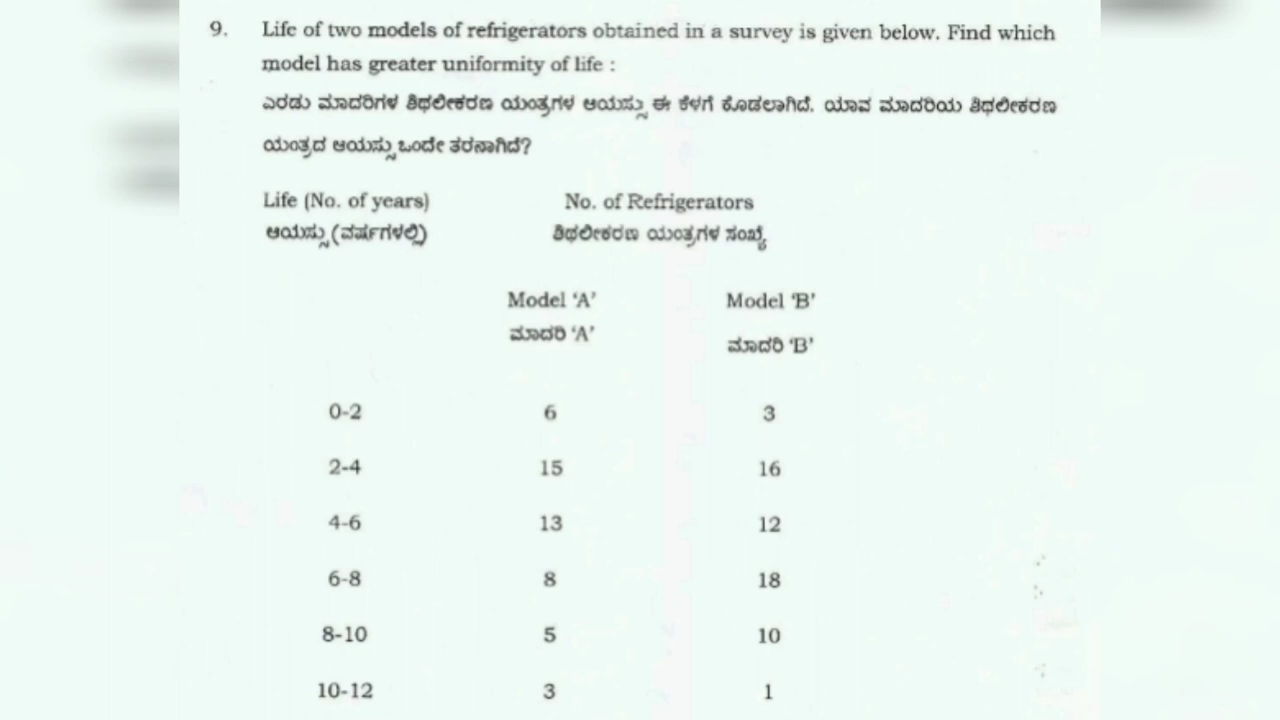 9. Life of two models of refrigerators obtained in a survey is given below. Find which
model has greater uniformity of life :
ಎರಡು ಮಾದರಿಗಳ ಶಿಥಲೀಕರಣ ಯಂತ್ರಗಳ ಆಯಸ್ಸು ಈ ಕೆಳಗೆ ಕೊಡಲಾಗಿದೆ. ಯಾವ ಮಾದರಿಯ ಶಿಥಲೀಕರಣ
ಯಂತ್ರದ ಆಯಸ್ಸು ಒಂದೇ ತರನಾಗಿದೆ?
Life (No. of years) No. of Refrigerators
ಆಯಸ್ಸು (ವರ್ಷಗಳಲ್ಲಿ) ಶಿಥಲೀಕರಣ ಯಂತ್ರಗಳ ಸಂಖ್ಯೆ
Model ‘A’ Model ‘B’
ಮಾದರಿ ‘A’ ಮಾದರಿ ‘B’
0-2 6 3
2-4 15 16
4-6 13 12
6-8 8 18
8-10 5 10
10-12 3 1